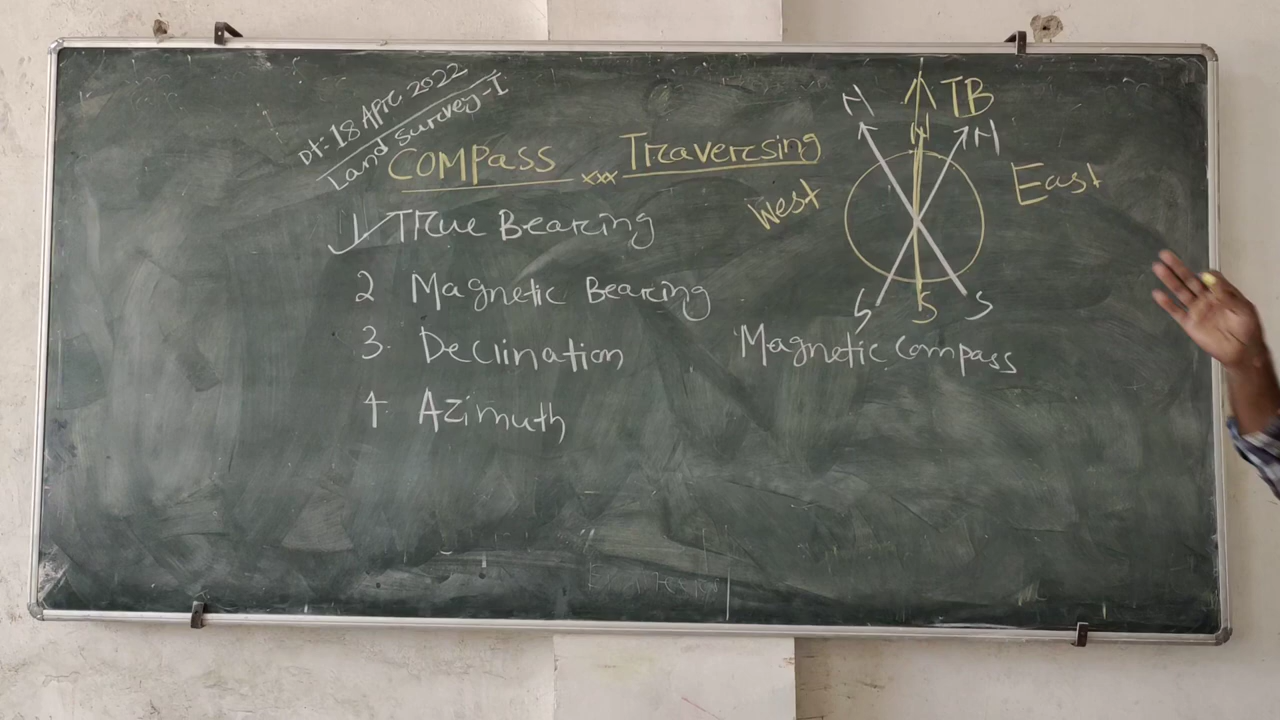 Dt:- 18 Apr 2022
Land survey-I
Compass xxx Traversing
1 True Bearing
2 Magnetic Bearing
3. Declination
4 Azimuth
TB
N N N
West East
S S S
Magnetic compass